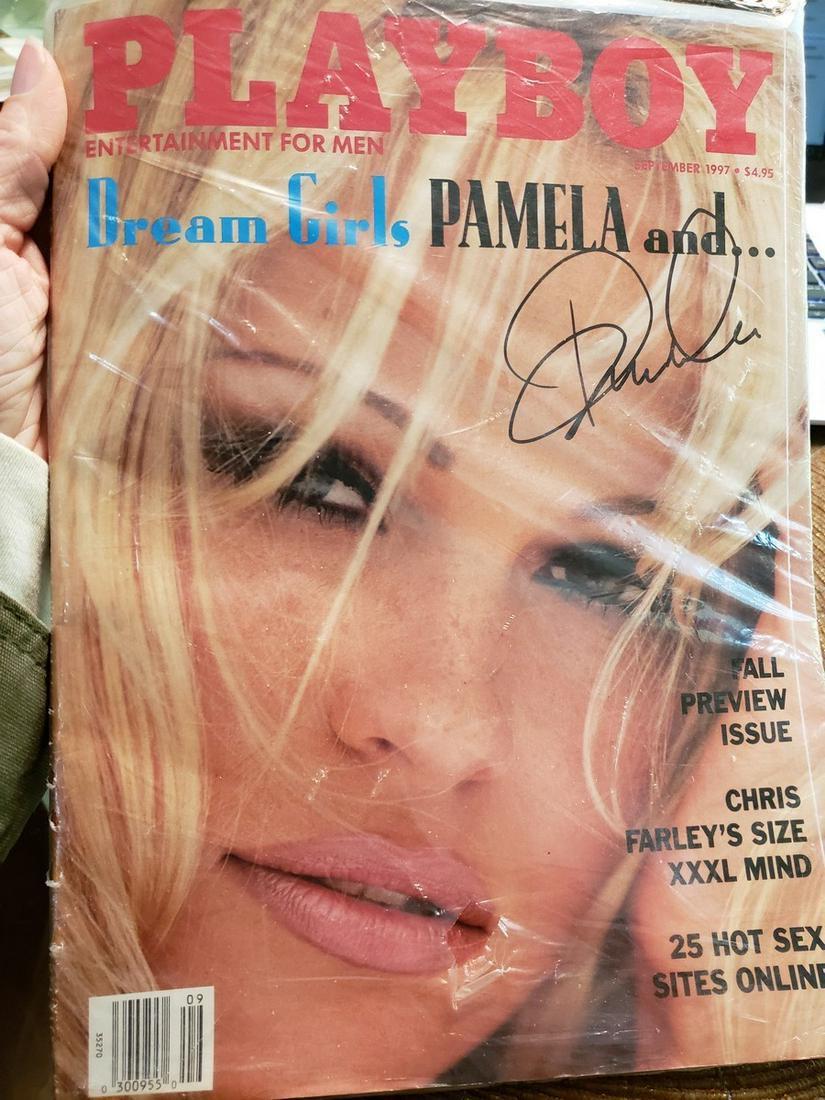 PLAYBOY
ENTERTAINMENT FOR MEN
SEPTEMBER 1997 • $4.95
Dream Girls PAMELA and...
FALL
PREVIEW
ISSUE
CHRIS
FARLEY'S SIZE
XXXL MIND
25 HOT SEX
SITES ONLINE
09
35270
0 300955 0